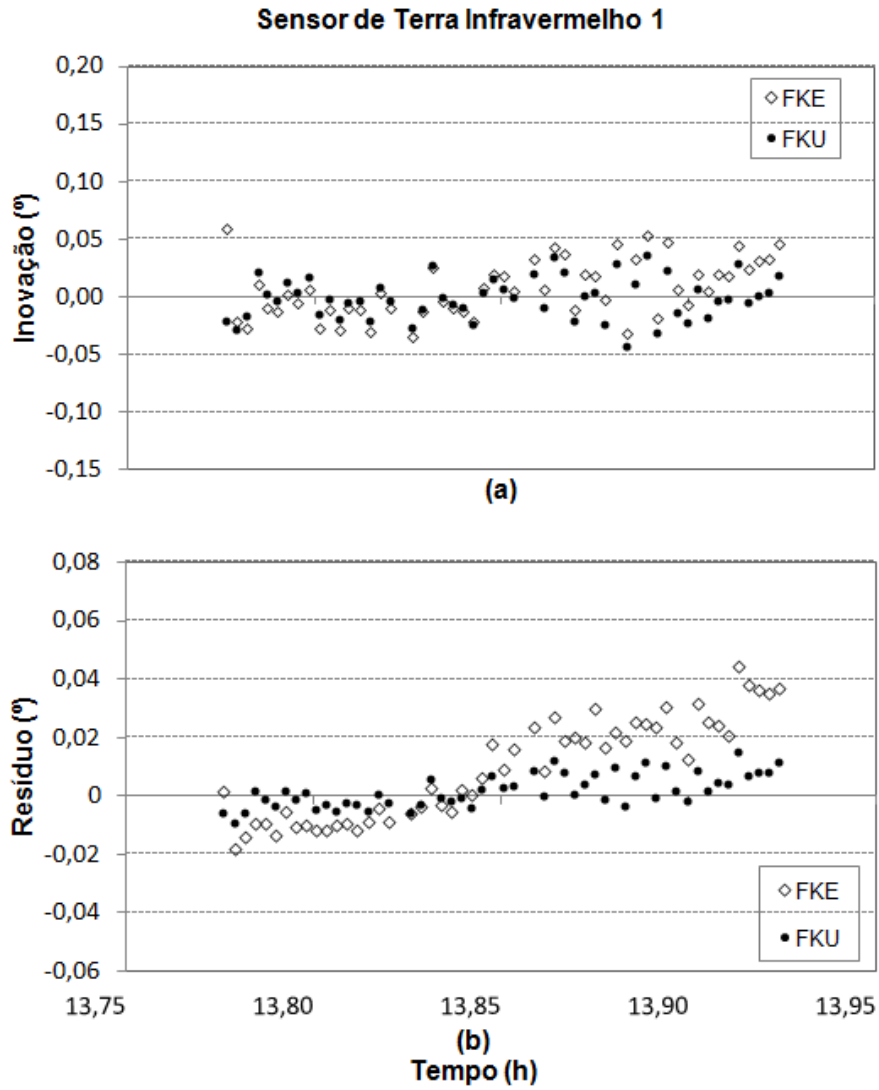 Sensor de Terra Infravermelho 1
0,20
0,15
0,10
0,05
0,00
-0,05
-0,10
-0,15
Inovação (º)
FKE
FKU
(a)
0,08
0,06
0,04
0,02
0
-0,02
-0,04
-0,06
Resíduo (º)
FKE
FKU
13,75 13,80 13,85 13,90 13,95
(b)
Tempo (h)